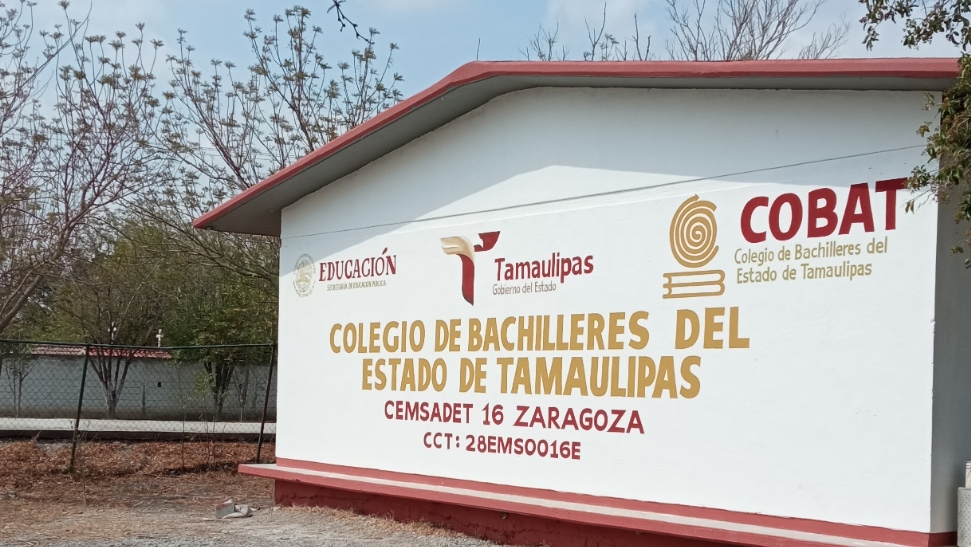 EDUCACIÓN
SECRETARÍA DE EDUCACIÓN PÚBLICA
Tamaulipas
Gobierno del Estado
COBAT
Colegio de Bachilleres del
Estado de Tamaulipas
COLEGIO DE BACHILLERES DEL
ESTADO DE TAMAULIPAS
CEMSADET 16 ZARAGOZA
CCT: 28EMS0016E